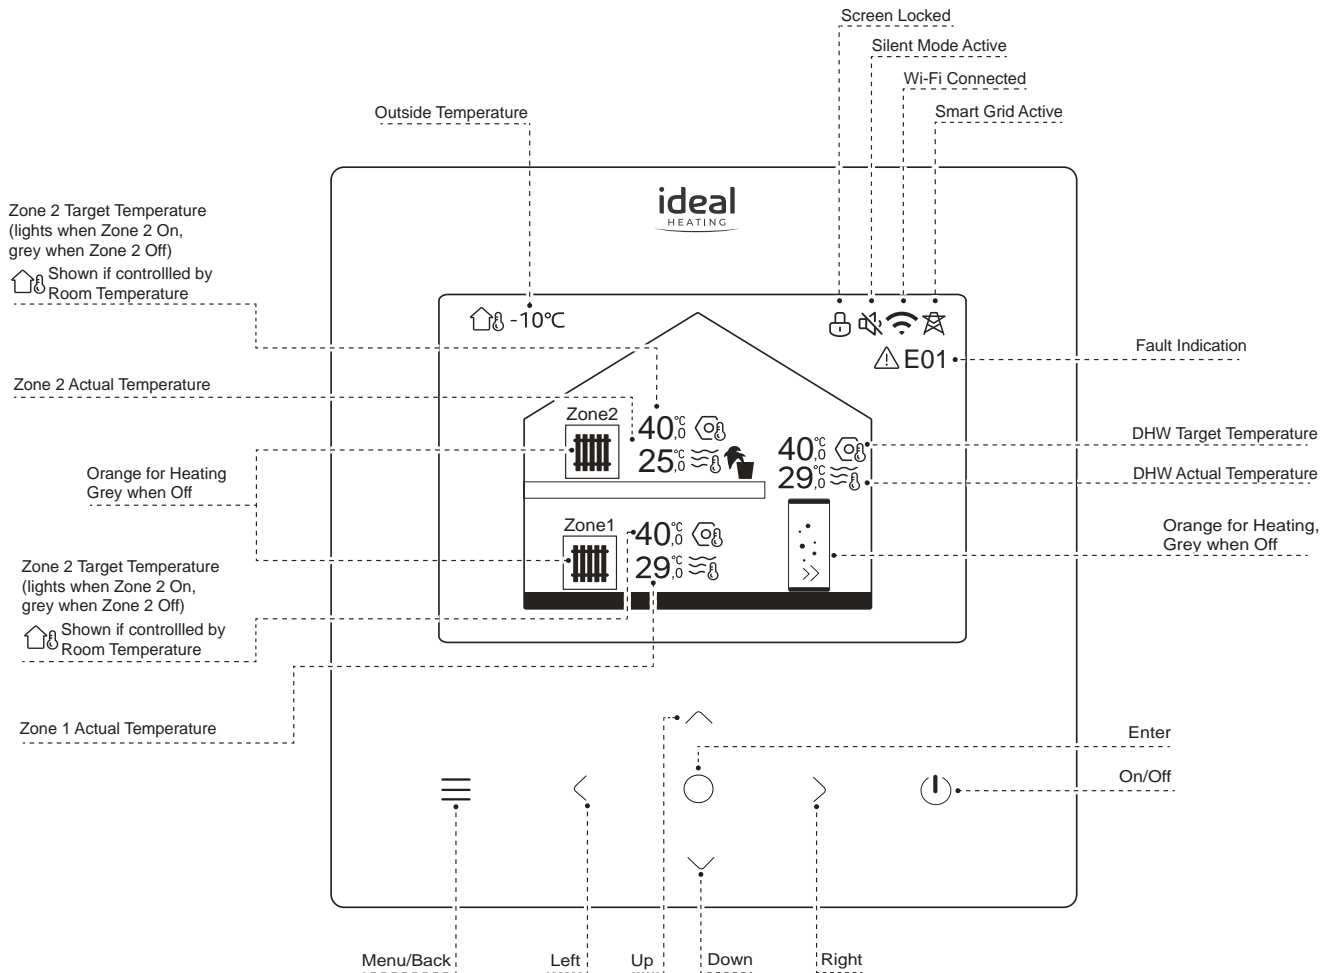 Screen Locked
Silent Mode Active
Wi-Fi Connected
Smart Grid Active
Outside Temperature
ideal
HEATING
Zone 2 Target Temperature
(lights when Zone 2 On,
grey when Zone 2 Off)
Shown if controllled by
Room Temperature
-10°C
E01
Fault Indication
Zone 2 Actual Temperature
Zone2
40,0 °C
25,0 °C
40,0 °C
29,0 °C
DHW Target Temperature
DHW Actual Temperature
Orange for Heating
Grey when Off
Zone1
40,0 °C
29,0 °C
Orange for Heating,
Grey when Off
Zone 2 Target Temperature
(lights when Zone 2 On,
grey when Zone 2 Off)
Shown if controllled by
Room Temperature
Zone 1 Actual Temperature
Enter
On/Off
Menu/Back
Left
Up
Down
Right